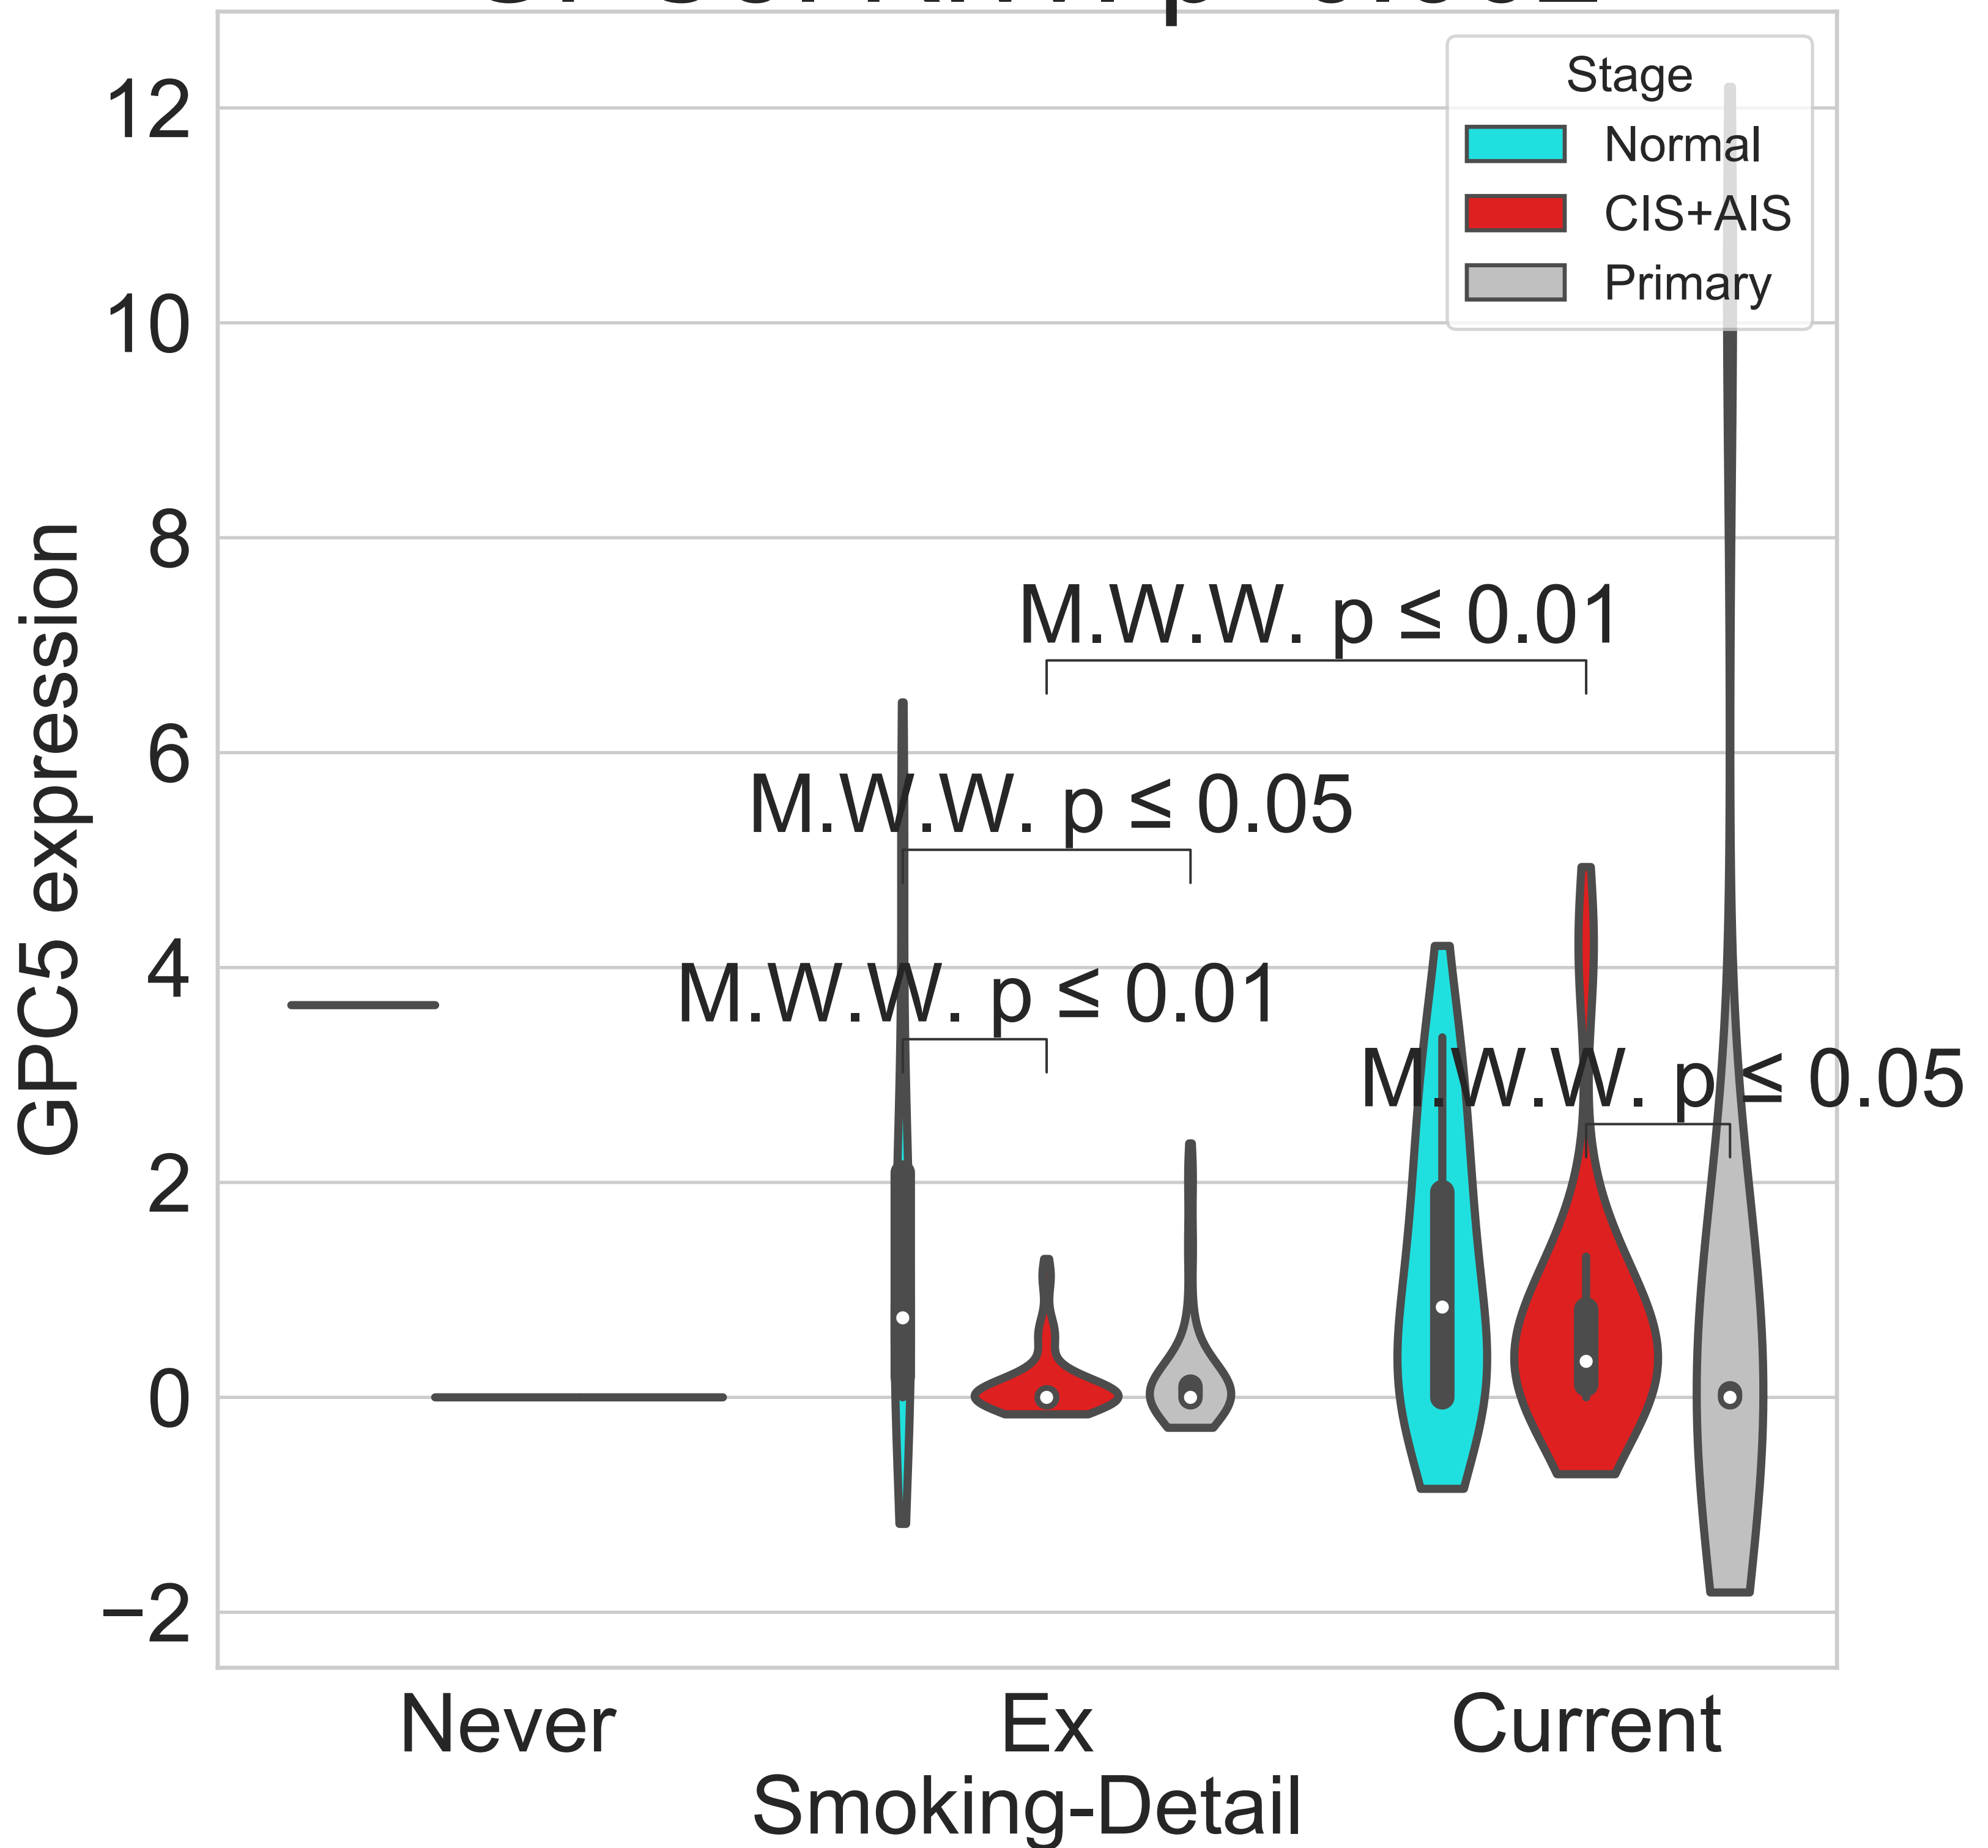 Stage
Normal
CIS+AIS
Primary
12
10
8
6
4
2
0
−2
GPC5 expression
M.W.W. p ≤ 0.01
M.W.W. p ≤ 0.05
M.W.W. p ≤ 0.01
M.W.W. p ≤ 0.05
Never
Ex
Current
Smoking-Detail